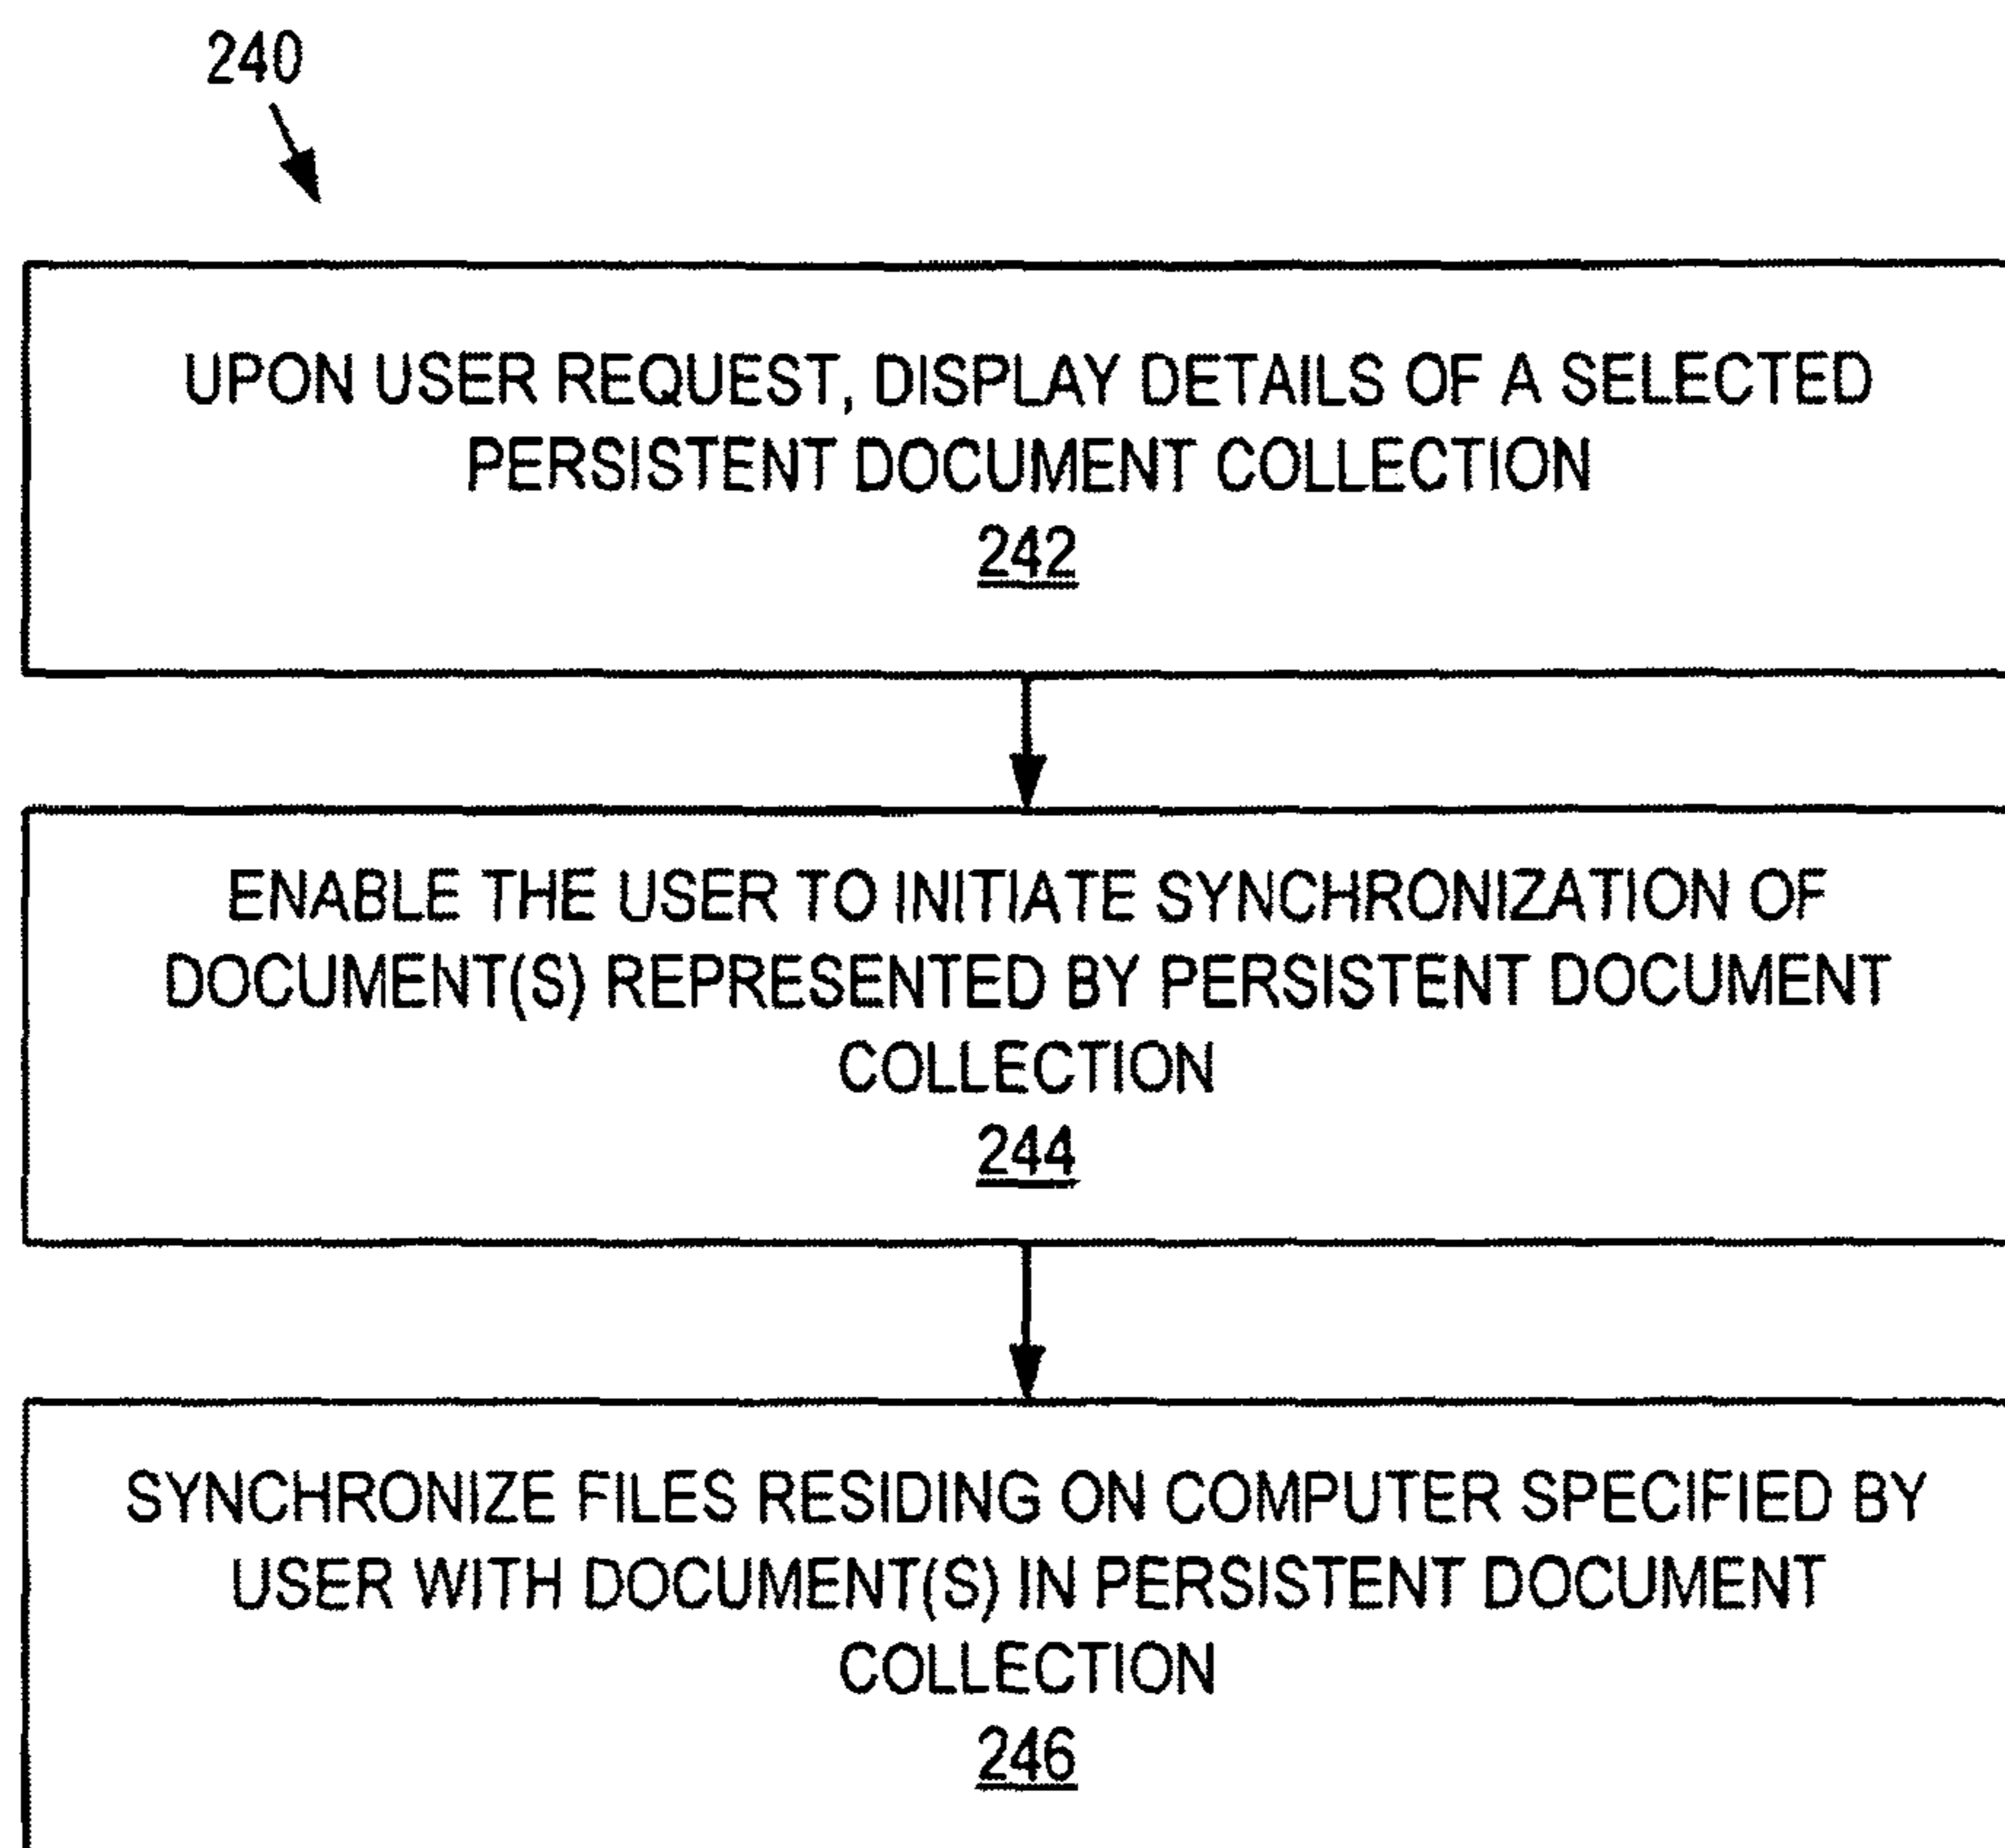 240
UPON USER REQUEST, DISPLAY DETAILS OF A SELECTED
PERSISTENT DOCUMENT COLLECTION
242
ENABLE THE USER TO INITIATE SYNCHRONIZATION OF
DOCUMENT(S) REPRESENTED BY PERSISTENT DOCUMENT
COLLECTION
244
SYNCHRONIZE FILES RESIDING ON COMPUTER SPECIFIED BY
USER WITH DOCUMENT(S) IN PERSISTENT DOCUMENT
COLLECTION
246